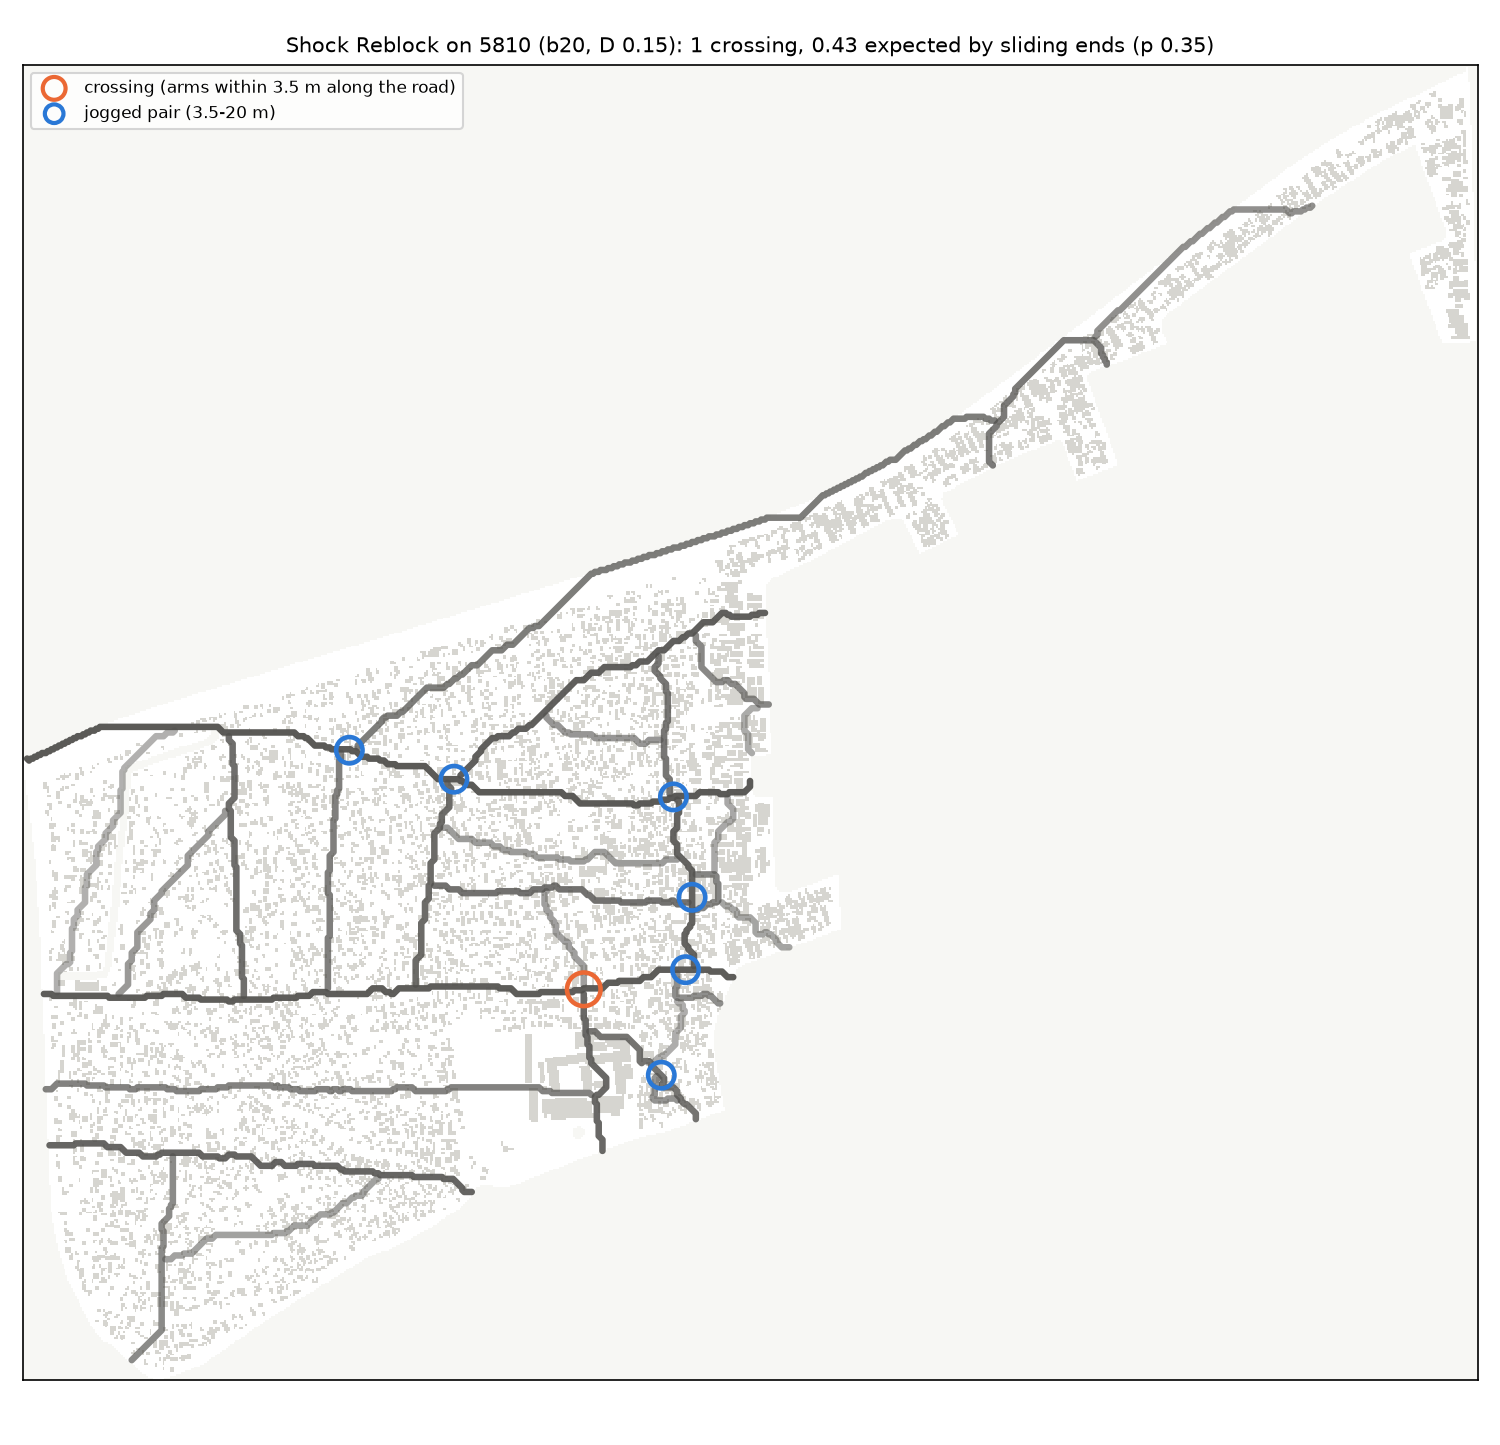 Shock Reblock on 5810 (b20, D 0.15): 1 crossing, 0.43 expected by sliding ends (p 0.35)
crossing (arms within 3.5 m along the road)
jogged pair (3.5-20 m)